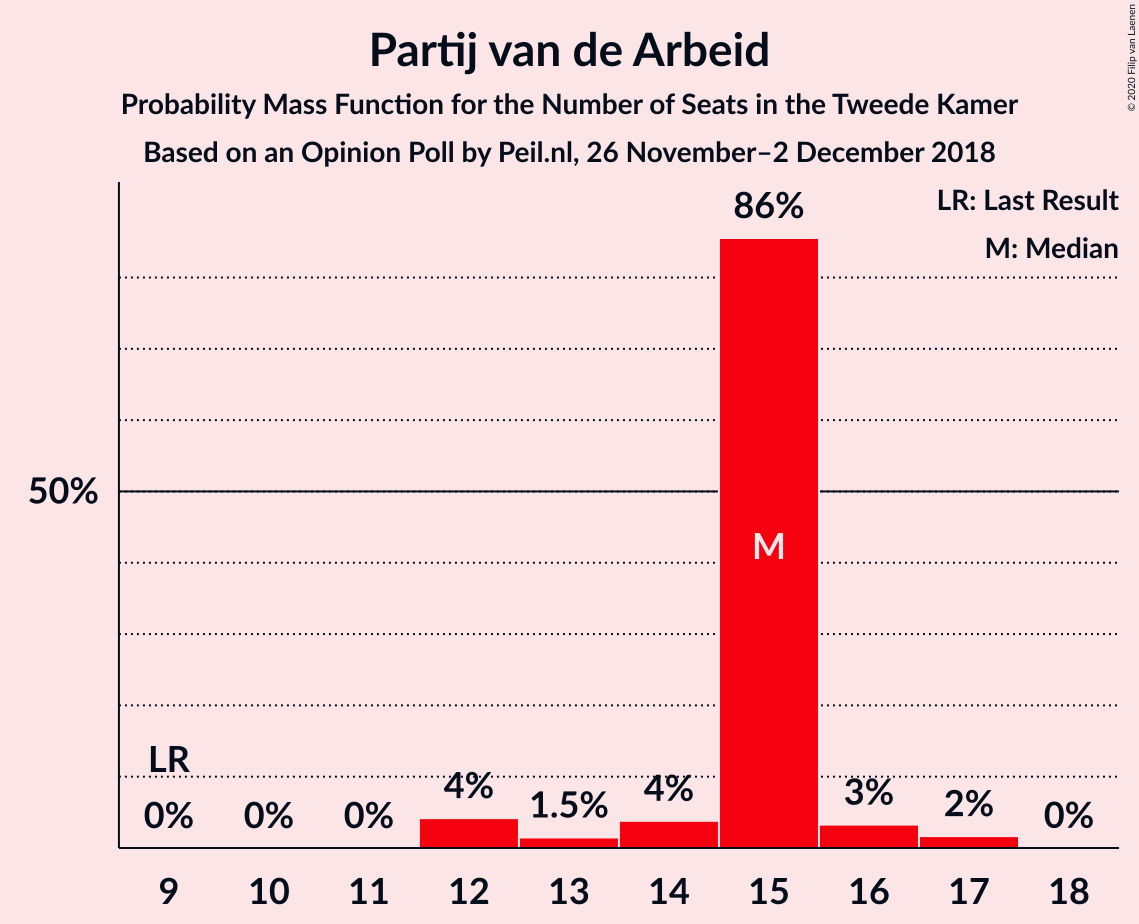 Partij van de Arbeid
Probability Mass Function for the Number of Seats in the Tweede Kamer
Based on an Opinion Poll by Peil.nl, 26 November–2 December 2018
© 2020 Filip van Laenen
LR: Last Result
M: Median
86%
50%
M
LR
0%
0%
0%
4%
1.5%
4%
3%
2%
0%
9 10 11 12 13 14 15 16 17 18